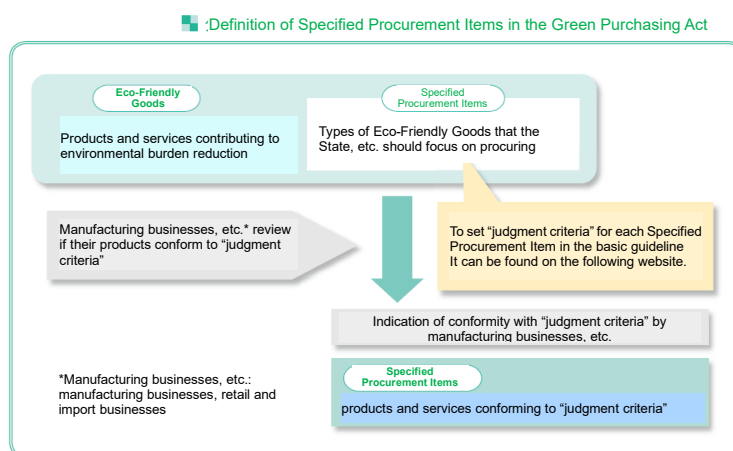 :Definition of Specified Procurement Items in the Green Purchasing Act
Eco-Friendly
Goods
Products and services contributing to
environmental burden reduction
Specified
Procurement Items
Types of Eco-Friendly Goods that the
State, etc. should focus on procuring
Manufacturing businesses, etc.* review
if their products conform to “judgment
criteria”
To set “judgment criteria” for each Specified
Procurement Item in the basic guideline
It can be found on the following website.
Indication of conformity with “judgment criteria” by
manufacturing businesses, etc.
*Manufacturing businesses, etc.:
manufacturing businesses, retail and
import businesses
Specified
Procurement Items
products and services conforming to “judgment criteria”